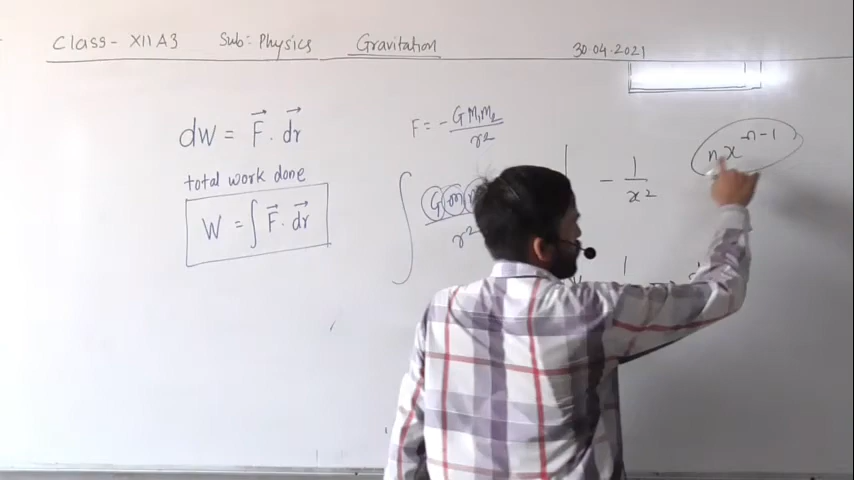 Class- XII A3 Sub: Physics Gravitation 30.04.2021
dW = F⃗ . dr⃗
total work done
W = ∫ F⃗ . dr⃗
F = - G M₁M₂ / r²
∫ G m / r²
- 1 / x²
n x^-n-1
1